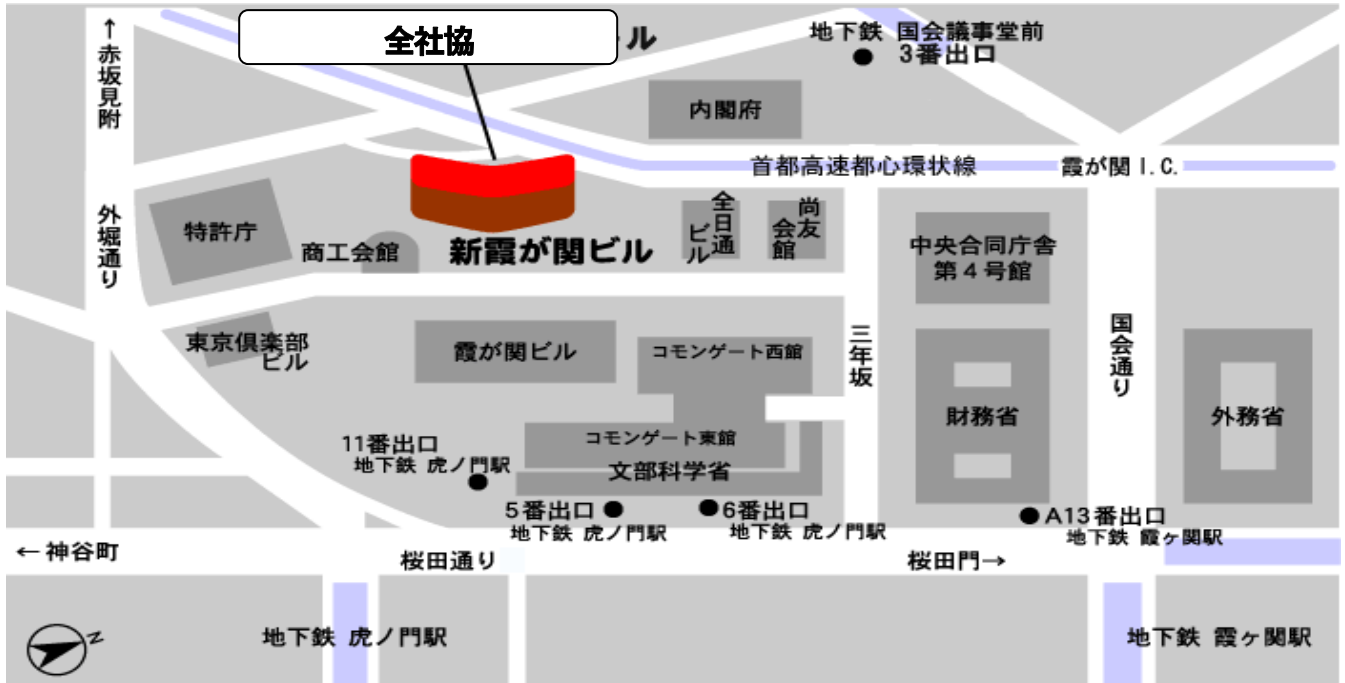 ↑赤坂見附
全社協
ール
地下鉄 国会議事堂前
3番出口
内閣府
首都高速都心環状線
霞が関 I.C.
外堀通り
特許庁
商工会館
新霞が関ビル
全日通
ビル
尚友
会館
中央合同庁舎
第4号館
東京倶楽部
ビル
霞が関ビル
コモンゲート西館
三年坂
国会通り
財務省
外務省
コモンゲート東館
文部科学省
11番出口
地下鉄 虎ノ門駅
5番出口
地下鉄 虎ノ門駅
6番出口
地下鉄 虎ノ門駅
A13番出口
地下鉄 霞ヶ関駅
←神谷町
桜田通り
桜田門→
地下鉄 虎ノ門駅
地下鉄 霞ヶ関駅
N